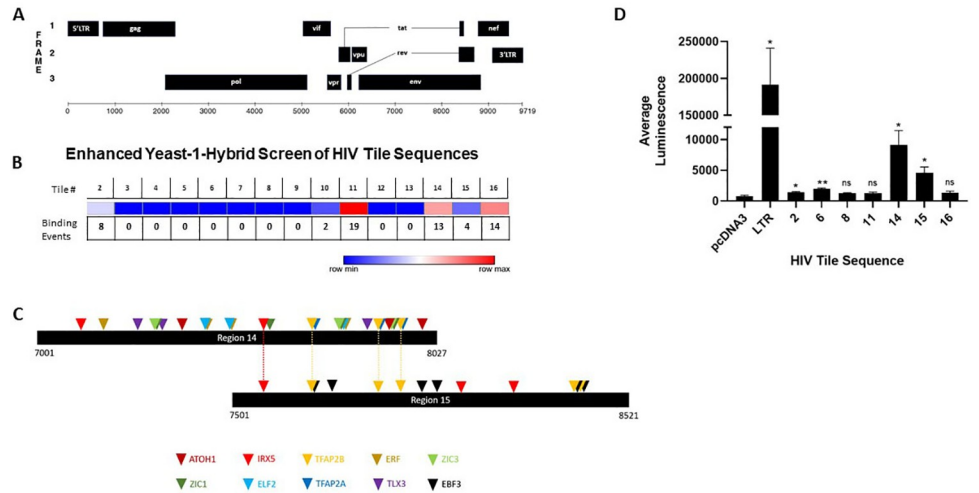 A
FRAME
1
5'LTR gag vif tat nef
2
vpu rev 3'LTR
3
pol vpr env
0 1000 2000 3000 4000 5000 6000 7000 8000 9000 9719
B
Enhanced Yeast-1-Hybrid Screen of HIV Tile Sequences
Tile # 2 3 4 5 6 7 8 9 10 11 12 13 14 15 16
Binding Events 8 0 0 0 0 0 0 0 2 19 0 0 13 4 14
row min row max
C
Region 14
7001 8027
Region 15
7501 8521
ATOH1 IRX5 TFAP2B ERF ZIC3
ZIC1 ELF2 TFAP2A TLX3 EBF3
D
Average Luminescence
250000
200000
150000
10000
5000
0
* * ** ns ns * * ns
pcDNA3 LTR 2 6 8 11 14 15 16
HIV Tile Sequence